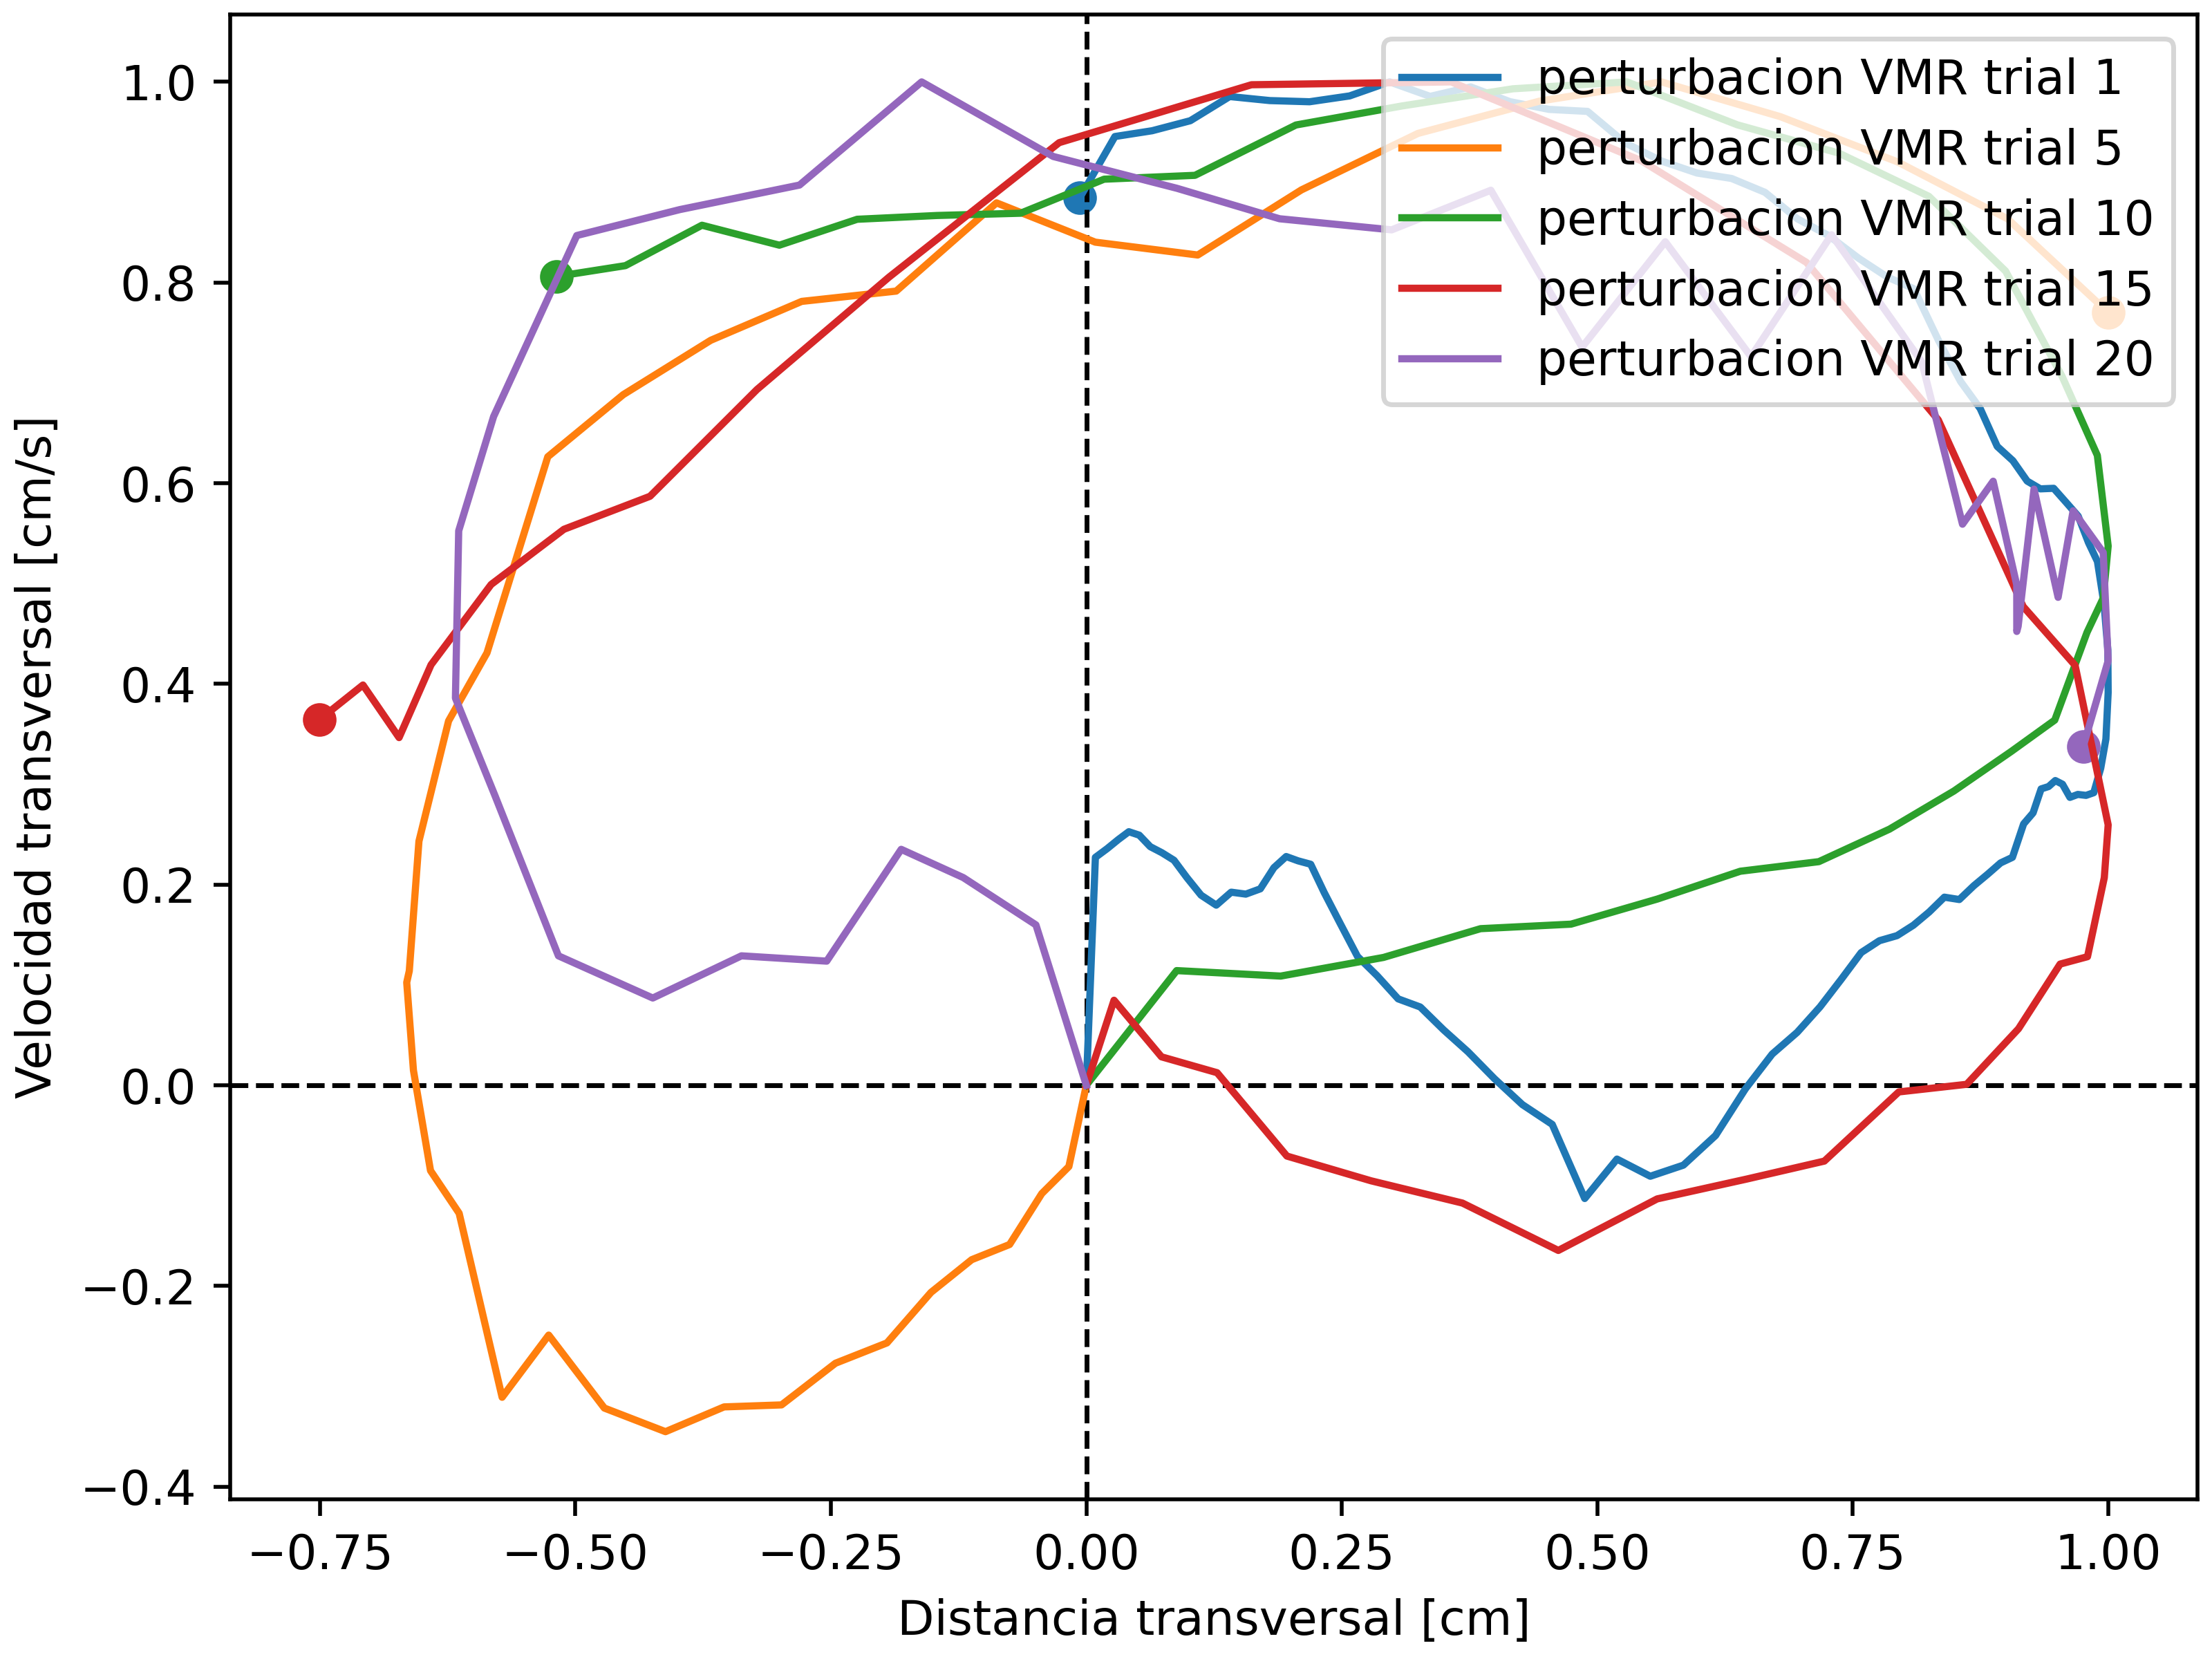 perturbacion VMR trial 1
perturbacion VMR trial 5
perturbacion VMR trial 10
perturbacion VMR trial 15
perturbacion VMR trial 20
Velocidad transversal [cm/s]
1.0
0.8
0.6
0.4
0.2
0.0
−0.2
−0.4
−0.75 −0.50 −0.25 0.00 0.25 0.50 0.75 1.00
Distancia transversal [cm]